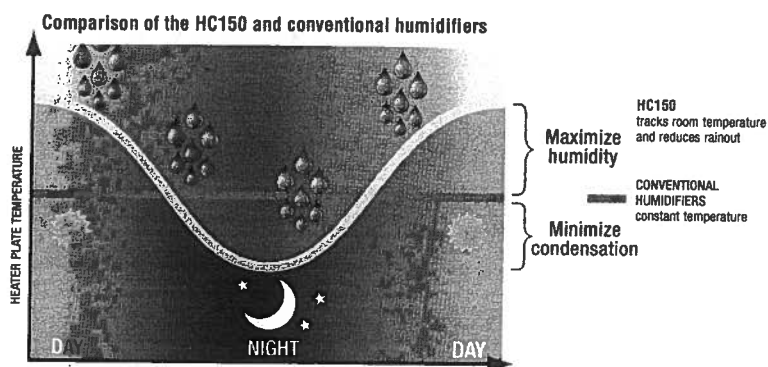 Comparison of the HC150 and conventional humidifiers
HEATER PLATE TEMPERATURE
Maximize
humidity
HC150
tracks room temperature
and reduces rainout
CONVENTIONAL
HUMIDIFIERS
constant temperature
Minimize
condensation
DAY
NIGHT
DAY